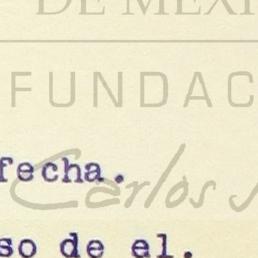 DE MEXI
FUNDAC
fecha.
Carlos S
so de el.